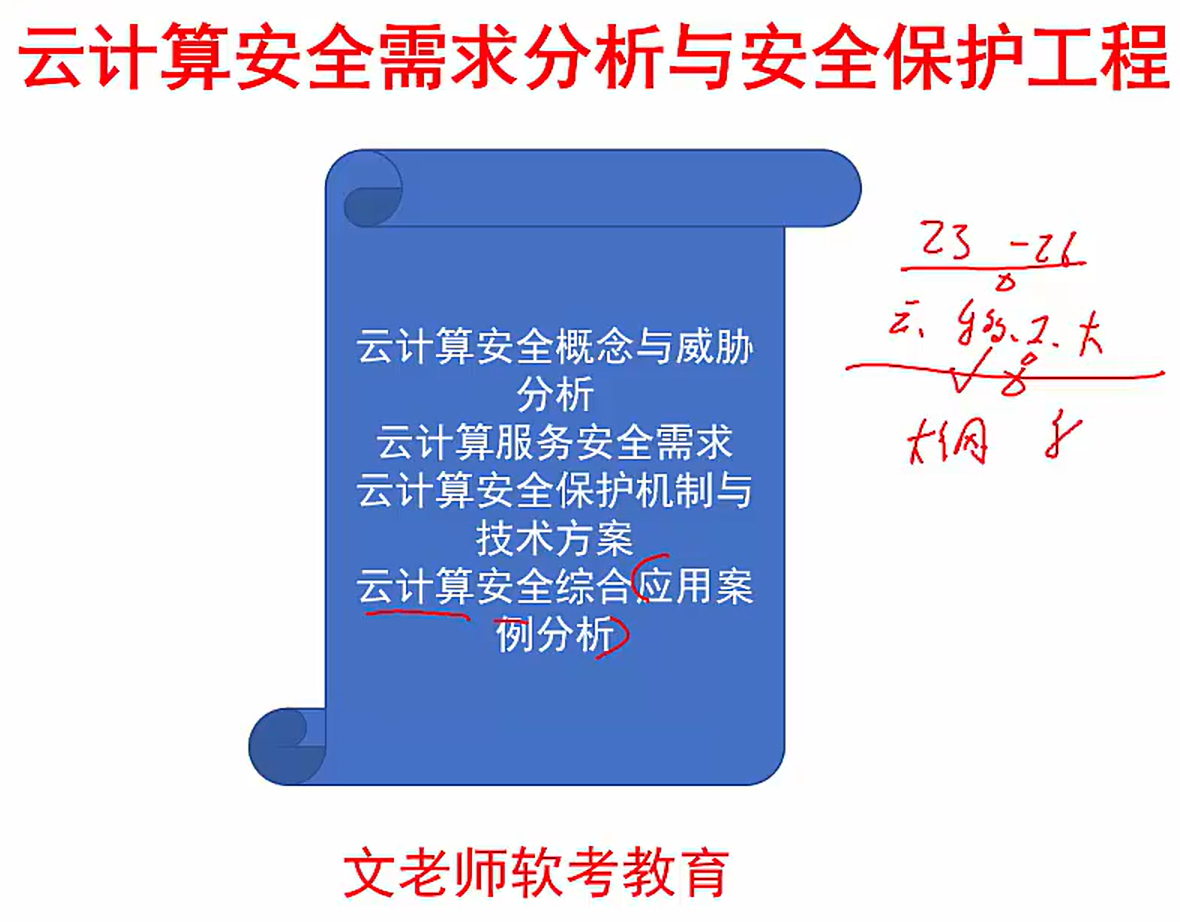 云计算安全需求分析与安全保护工程
云计算安全概念与威胁
分析
云计算服务安全需求
云计算安全保护机制与
技术方案
云计算安全综合应用案
例分析
23 -26
云、
工、大
大纲
文老师软考教育